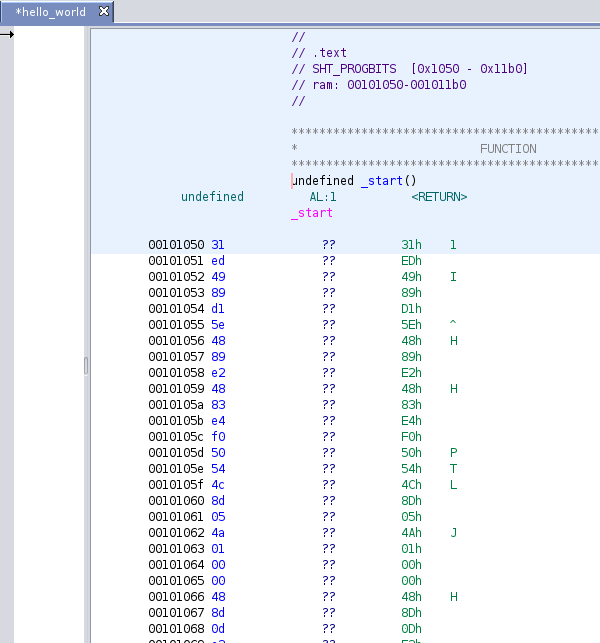 *hello_world
//
// .text
// SHT_PROGBITS  [0x1050 - 0x11b0]
// ram: 00101050-001011b0
//
********************************************
*                          FUNCTION
********************************************
undefined _start()
undefined AL:1 <RETURN>
_start
00101050 31 ?? 31h 1
00101051 ed ?? EDh
00101052 49 ?? 49h I
00101053 89 ?? 89h
00101054 d1 ?? D1h
00101055 5e ?? 5Eh ^
00101056 48 ?? 48h H
00101057 89 ?? 89h
00101058 e2 ?? E2h
00101059 48 ?? 48h H
0010105a 83 ?? 83h
0010105b e4 ?? E4h
0010105c f0 ?? F0h
0010105d 50 ?? 50h P
0010105e 54 ?? 54h T
0010105f 4c ?? 4Ch L
00101060 8d ?? 8Dh
00101061 05 ?? 05h
00101062 4a ?? 4Ah J
00101063 01 ?? 01h
00101064 00 ?? 00h
00101065 00 ?? 00h
00101066 48 ?? 48h H
00101067 8d ?? 8Dh
00101068 0d ?? 0Dh